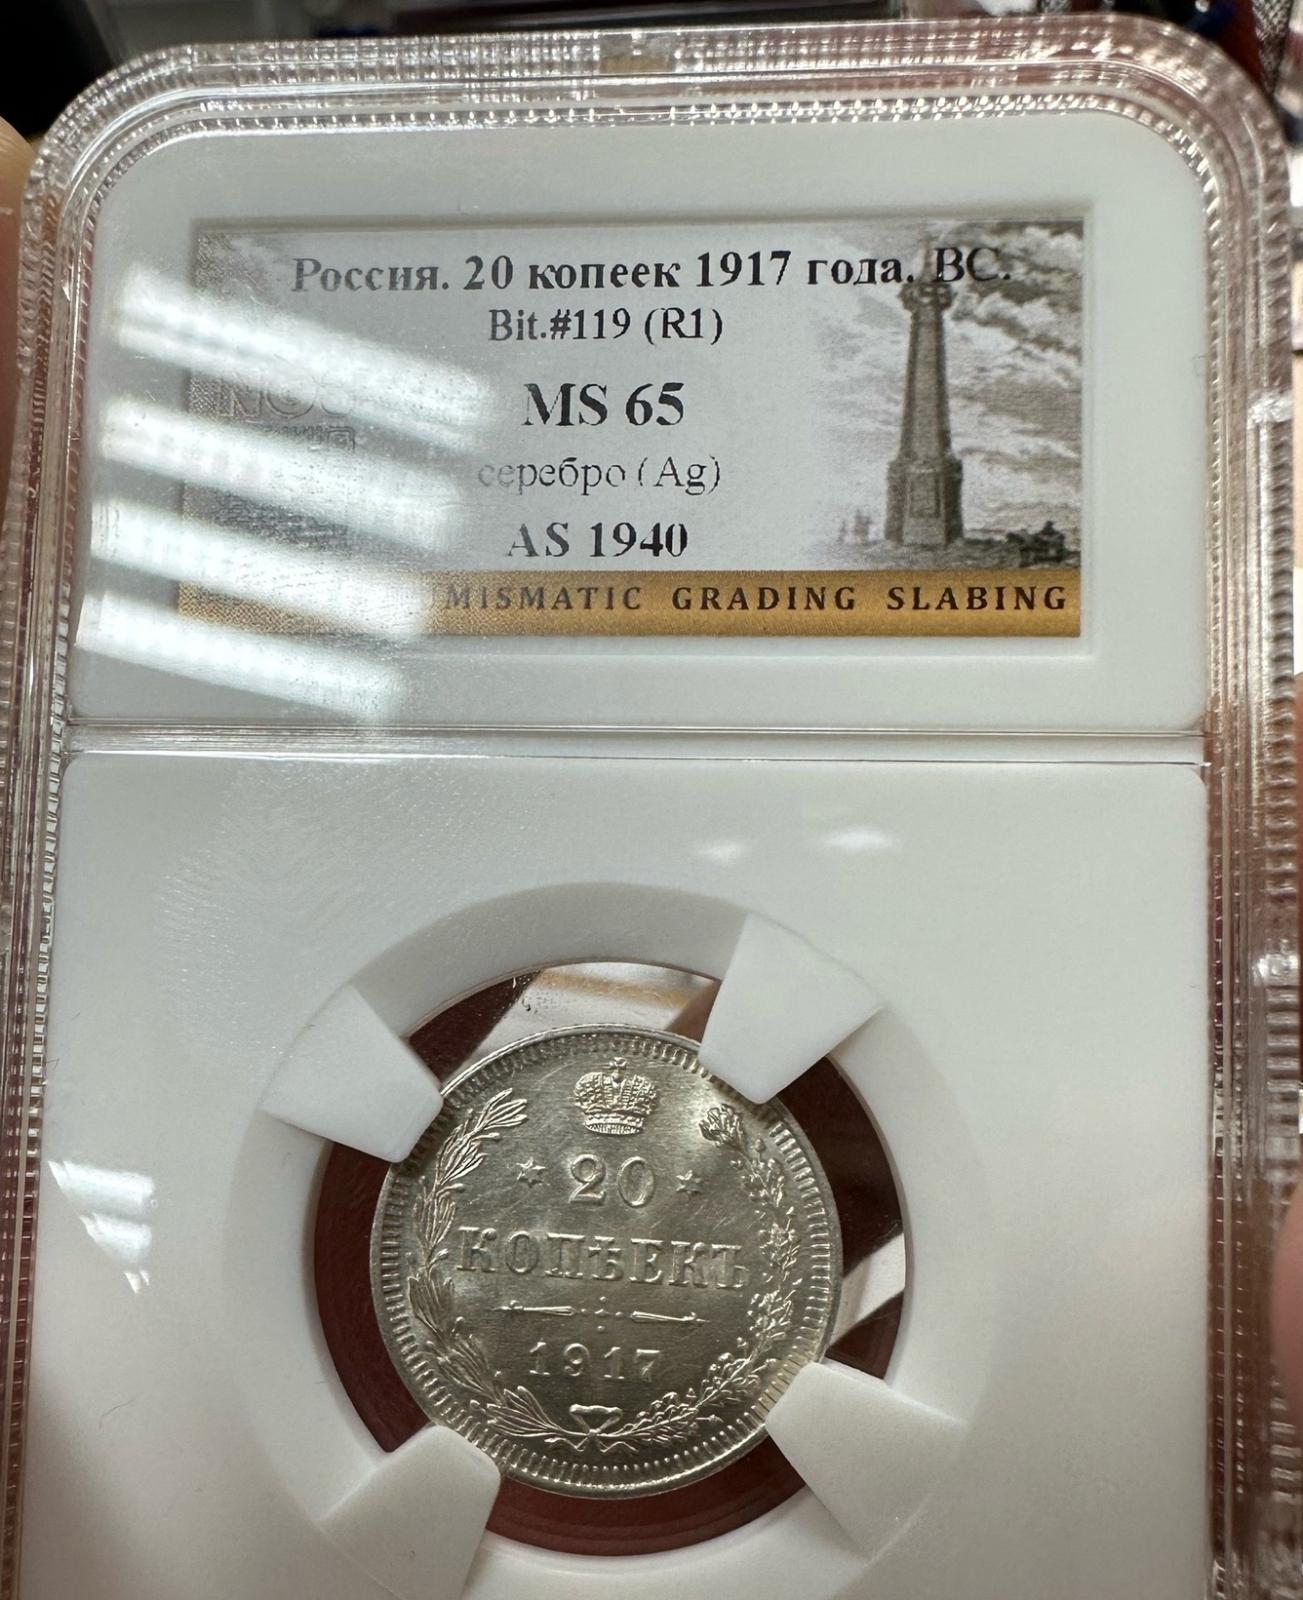 Россия. 20 копеек 1917 года. ВС.
Bit.#119 (R1)
MS 65
серебро (Ag)
AS 1940
GRADING SLABING
20
КОПѢЕКЪ
1917